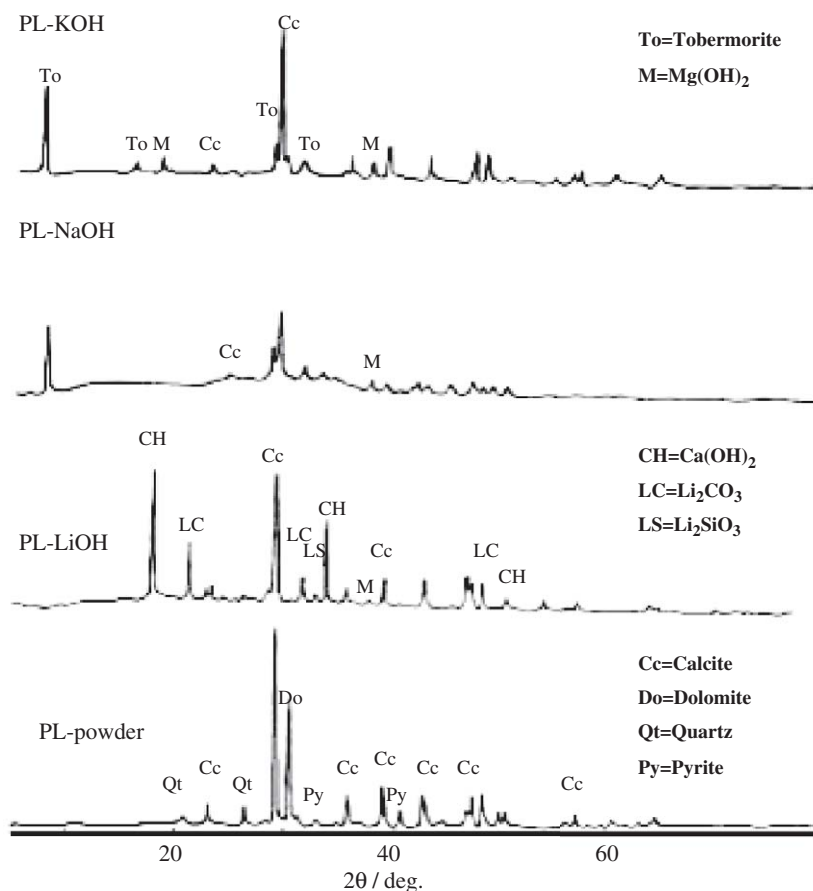 PL-KOH
Cc
To=Tobermorite
M=Mg(OH)2
To
To
To M Cc To M
PL-NaOH
Cc
M
CH
Cc
CH=Ca(OH)2
LC=Li2CO3
LS=Li2SiO3
CH
LC
LC
PL-LiOH
LS
Cc
LC
M
CH
Cc=Calcite
Do=Dolomite
Qt=Quartz
Py=Pyrite
Do
PL-powder
Cc
Qt Cc Qt Py Cc Py Cc Cc Cc
20 40 60
2θ / deg.